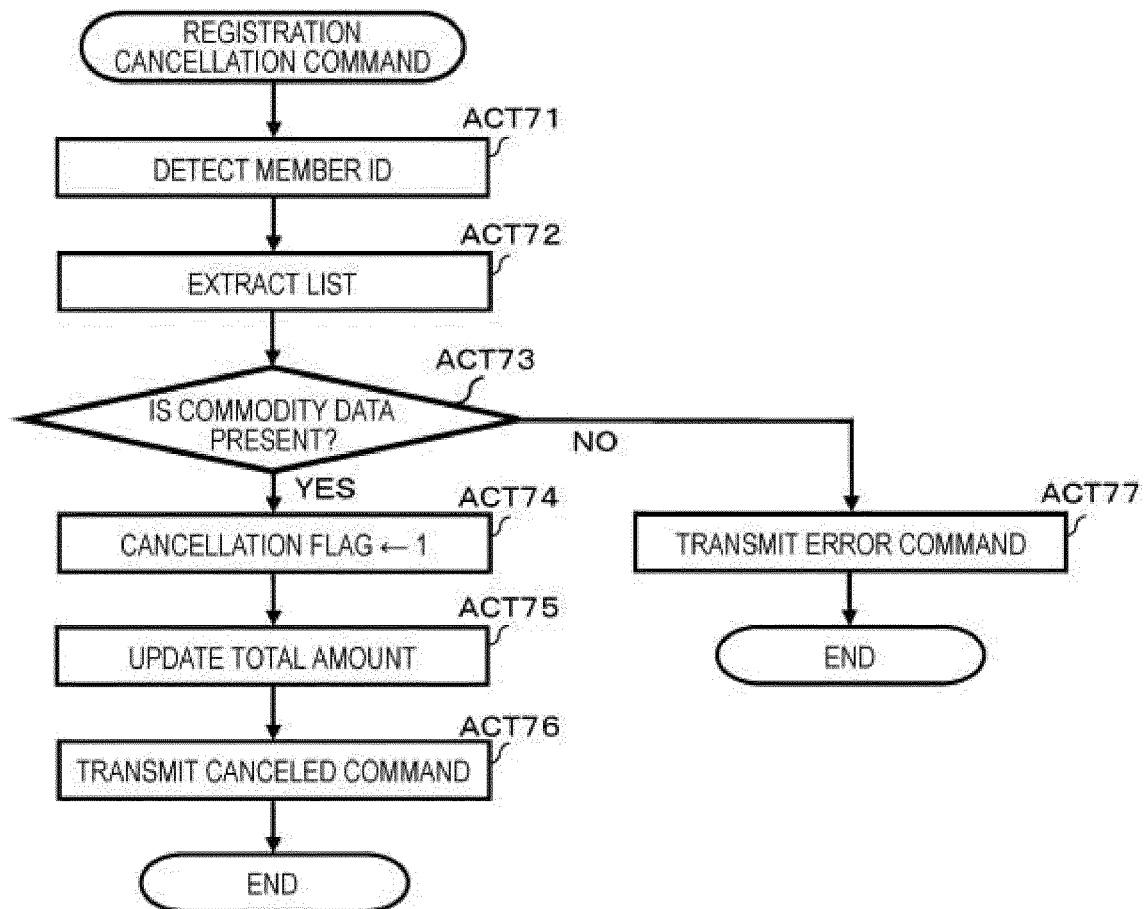 REGISTRATION
CANCELLATION COMMAND
ACT71
DETECT MEMBER ID
ACT72
EXTRACT LIST
ACT73
IS COMMODITY DATA
PRESENT?
NO
YES
ACT74
CANCELLATION FLAG ← 1
ACT77
TRANSMIT ERROR COMMAND
ACT75
UPDATE TOTAL AMOUNT
END
ACT76
TRANSMIT CANCELED COMMAND
END